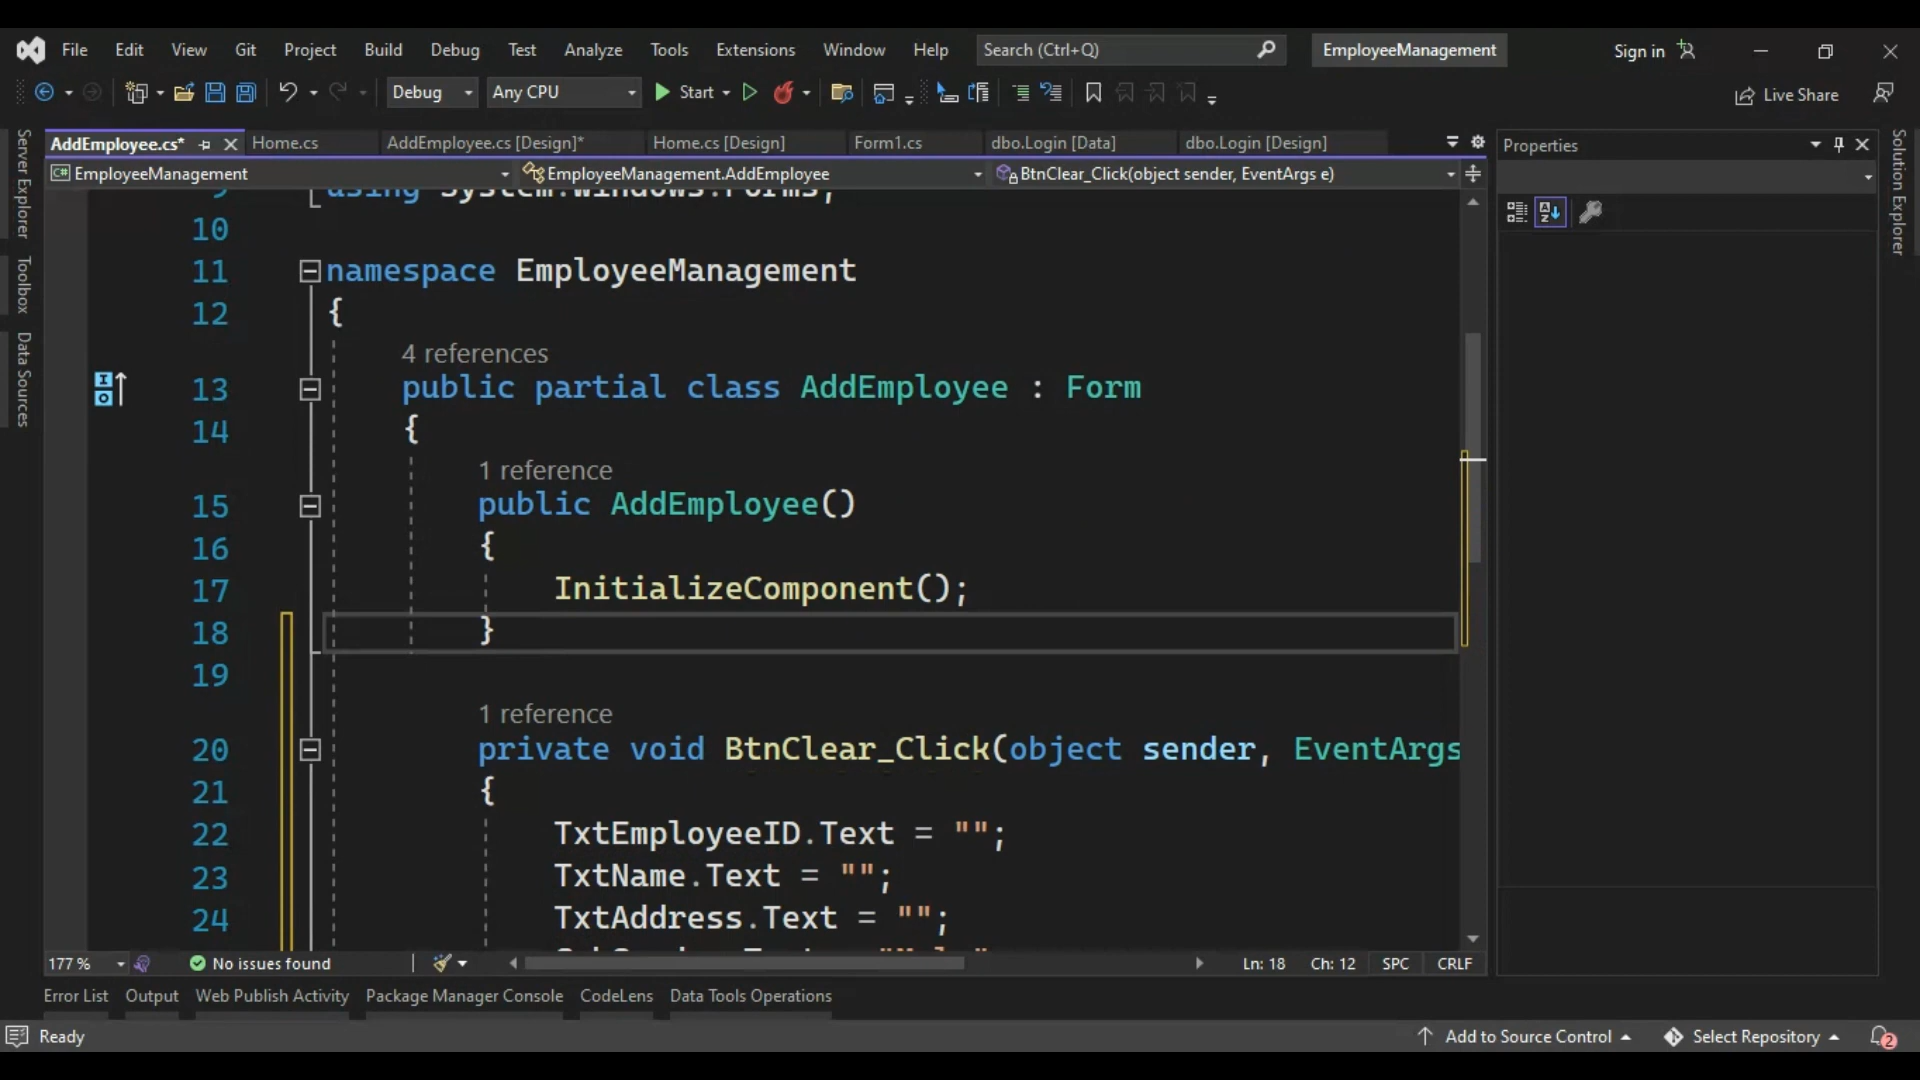 File Edit View Git Project Build Debug Test Analyze Tools Extensions Window Help Search (Ctrl+Q) EmployeeManagement Sign in
Debug Any CPU Start Live Share
AddEmployee.cs* Home.cs AddEmployee.cs [Design]* Home.cs [Design] Form1.cs dbo.Login [Data] dbo.Login [Design] Properties
EmployeeManagement EmployeeManagement.AddEmployee BtnClear_Click(object sender, EventArgs e)
Server Explorer
Toolbox
Data Sources
Solution Explorer
9 using System.Windows.Forms;
10
11 namespace EmployeeManagement
12 {
4 references
13 public partial class AddEmployee : Form
14 {
1 reference
15 public AddEmployee()
16 {
17 InitializeComponent();
18 }
19
1 reference
20 private void BtnClear_Click(object sender, EventArgs
21 {
22 TxtEmployeeID.Text = "";
23 TxtName.Text = "";
24 TxtAddress.Text = "";
177 % No issues found Ln: 18 Ch: 12 SPC CRLF
Error List Output Web Publish Activity Package Manager Console CodeLens Data Tools Operations
Ready Add to Source Control Select Repository 2